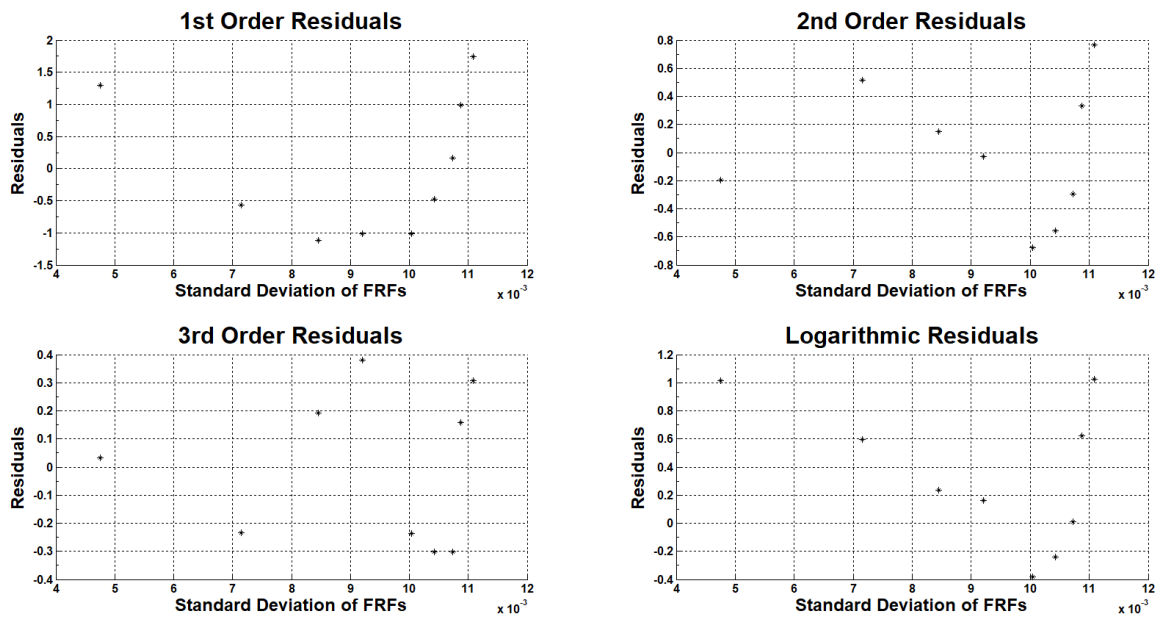 1st Order Residuals
2
1.5
1
0.5
0
-0.5
-1
-1.5
Residuals
4 5 6 7 8 9 10 11 12
Standard Deviation of FRFs
x 10^-3
2nd Order Residuals
0.8
0.6
0.4
0.2
0
-0.2
-0.4
-0.6
-0.8
Residuals
4 5 6 7 8 9 10 11 12
Standard Deviation of FRFs
x 10^-3
3rd Order Residuals
0.4
0.3
0.2
0.1
0
-0.1
-0.2
-0.3
-0.4
Residuals
4 5 6 7 8 9 10 11 12
Standard Deviation of FRFs
x 10^-3
Logarithmic Residuals
1.2
1
0.8
0.6
0.4
0.2
0
-0.2
-0.4
Residuals
4 5 6 7 8 9 10 11 12
Standard Deviation of FRFs
x 10^-3